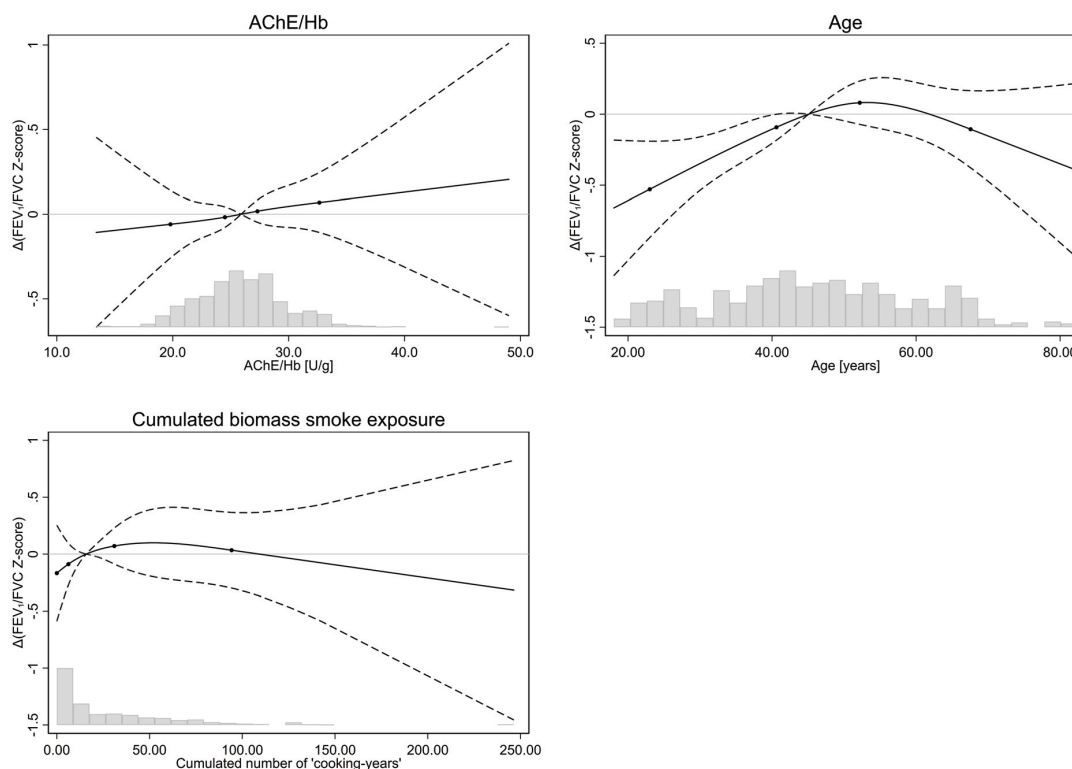 AChE/Hb
Δ(FEV₁/FVC Z-score)
1
.5
0
-.5
10.0 20.0 30.0 40.0 50.0
AChE/Hb [U/g]
Age
Δ(FEV₁/FVC Z-score)
.5
0
-.5
-1
-1.5
20.00 40.00 60.00 80.00
Age [years]
Cumulated biomass smoke exposure
Δ(FEV₁/FVC Z-score)
1
.5
0
-.5
-1
-1.5
0.00 50.00 100.00 150.00 200.00 250.00
Cumulated number of 'cooking-years'